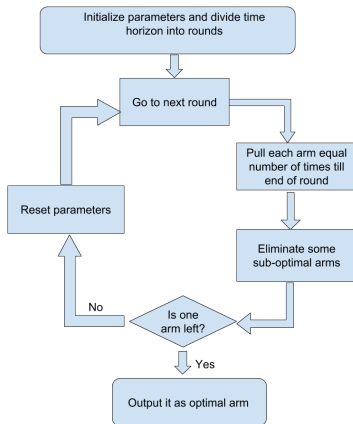 Initialize parameters and divide time
horizon into rounds
Go to next round
Pull each arm equal
number of times till
end of round
Reset parameters
Eliminate some
sub-optimal arms
Is one
arm left?
No
Yes
Output it as optimal arm